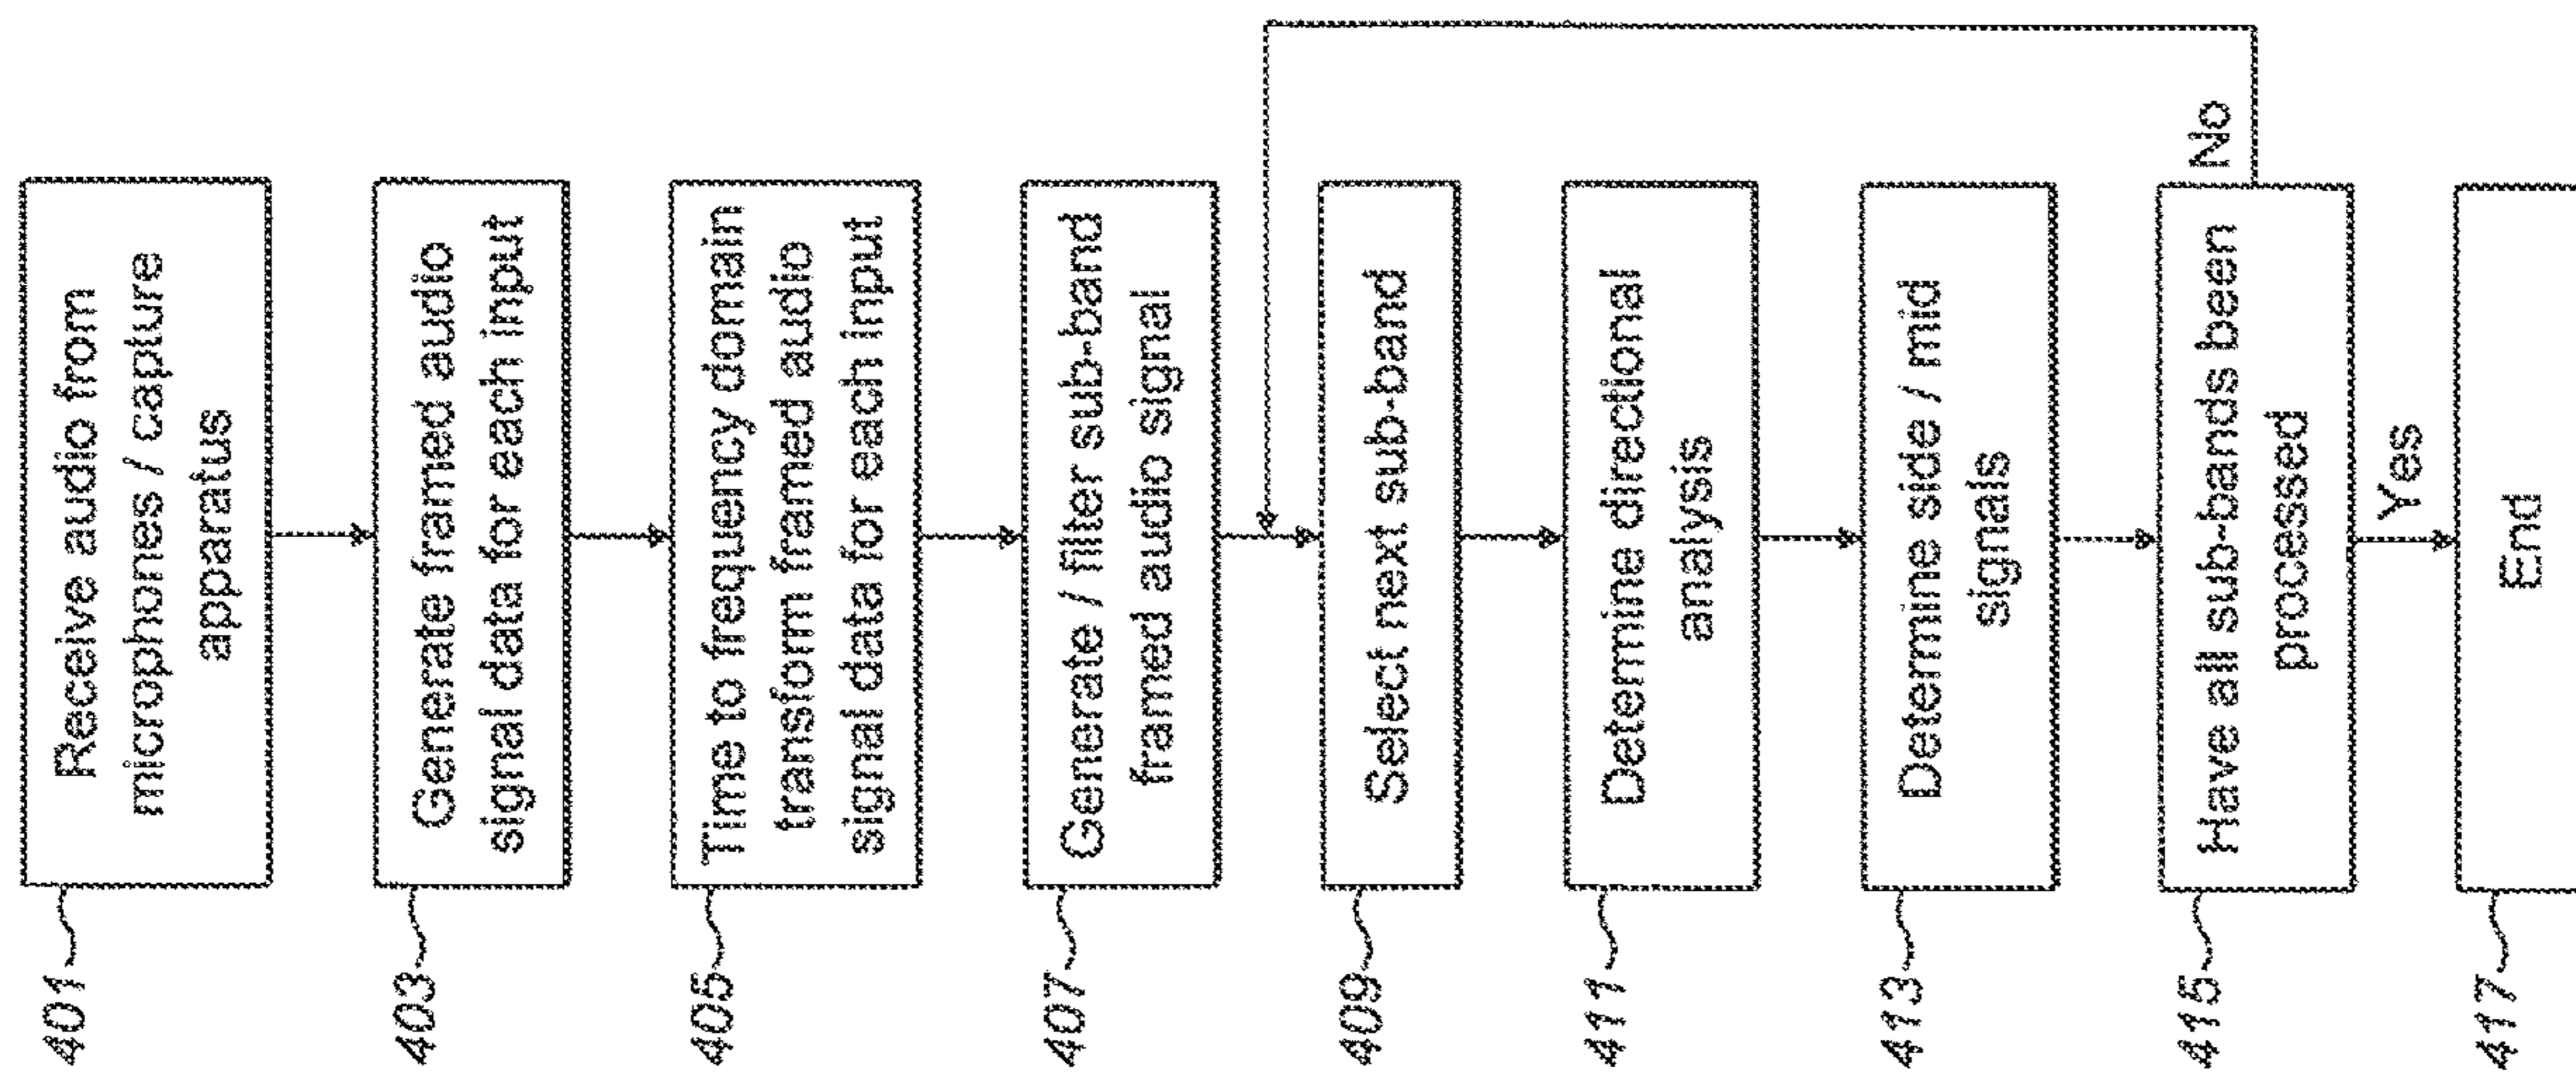 401
Receive audio from
microphones / capture
apparatus
403
Generate framed audio
signal data for each input
405
Time to frequency domain
transform framed audio
signal data for each input
407
Generate / filter sub-band
framed audio signal
409
Select next sub-band
411
Determine directional
analysis
413
Determine side / mid
signals
415
Have all sub-bands been
processed
No
Yes
417
End